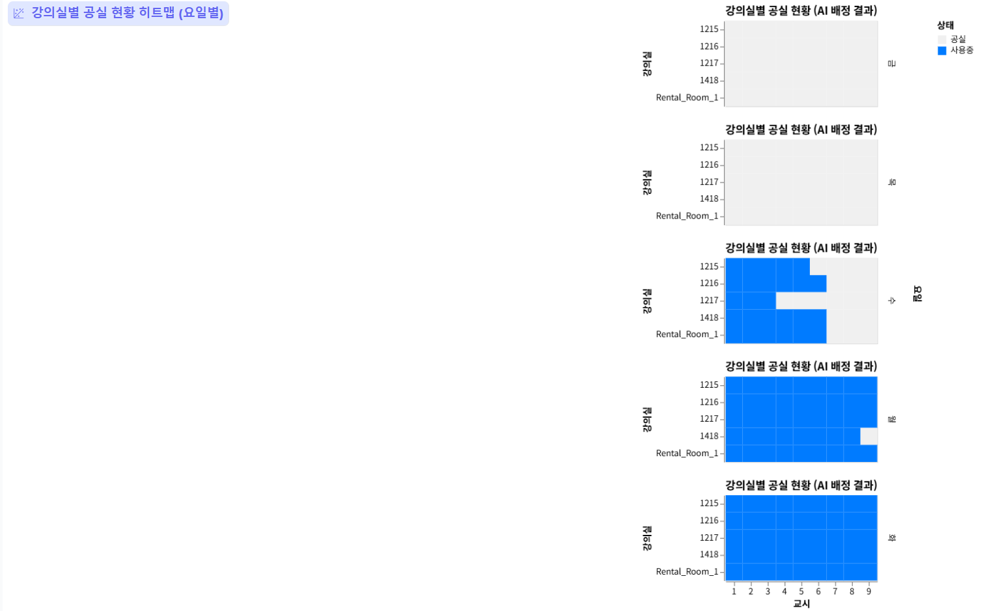 강의실별 공실 현황 히트맵 (요일별)
강의실별 공실 현황 (AI 배정 결과)
강의실
1215
1216
1217
1418
Rental_Room_1
금
상태
공실
사용중
강의실별 공실 현황 (AI 배정 결과)
강의실
1215
1216
1217
1418
Rental_Room_1
목
강의실별 공실 현황 (AI 배정 결과)
강의실
1215
1216
1217
1418
Rental_Room_1
수
요일
강의실별 공실 현황 (AI 배정 결과)
강의실
1215
1216
1217
1418
Rental_Room_1
월
강의실별 공실 현황 (AI 배정 결과)
강의실
1215
1216
1217
1418
Rental_Room_1
화
1 2 3 4 5 6 7 8 9
교시